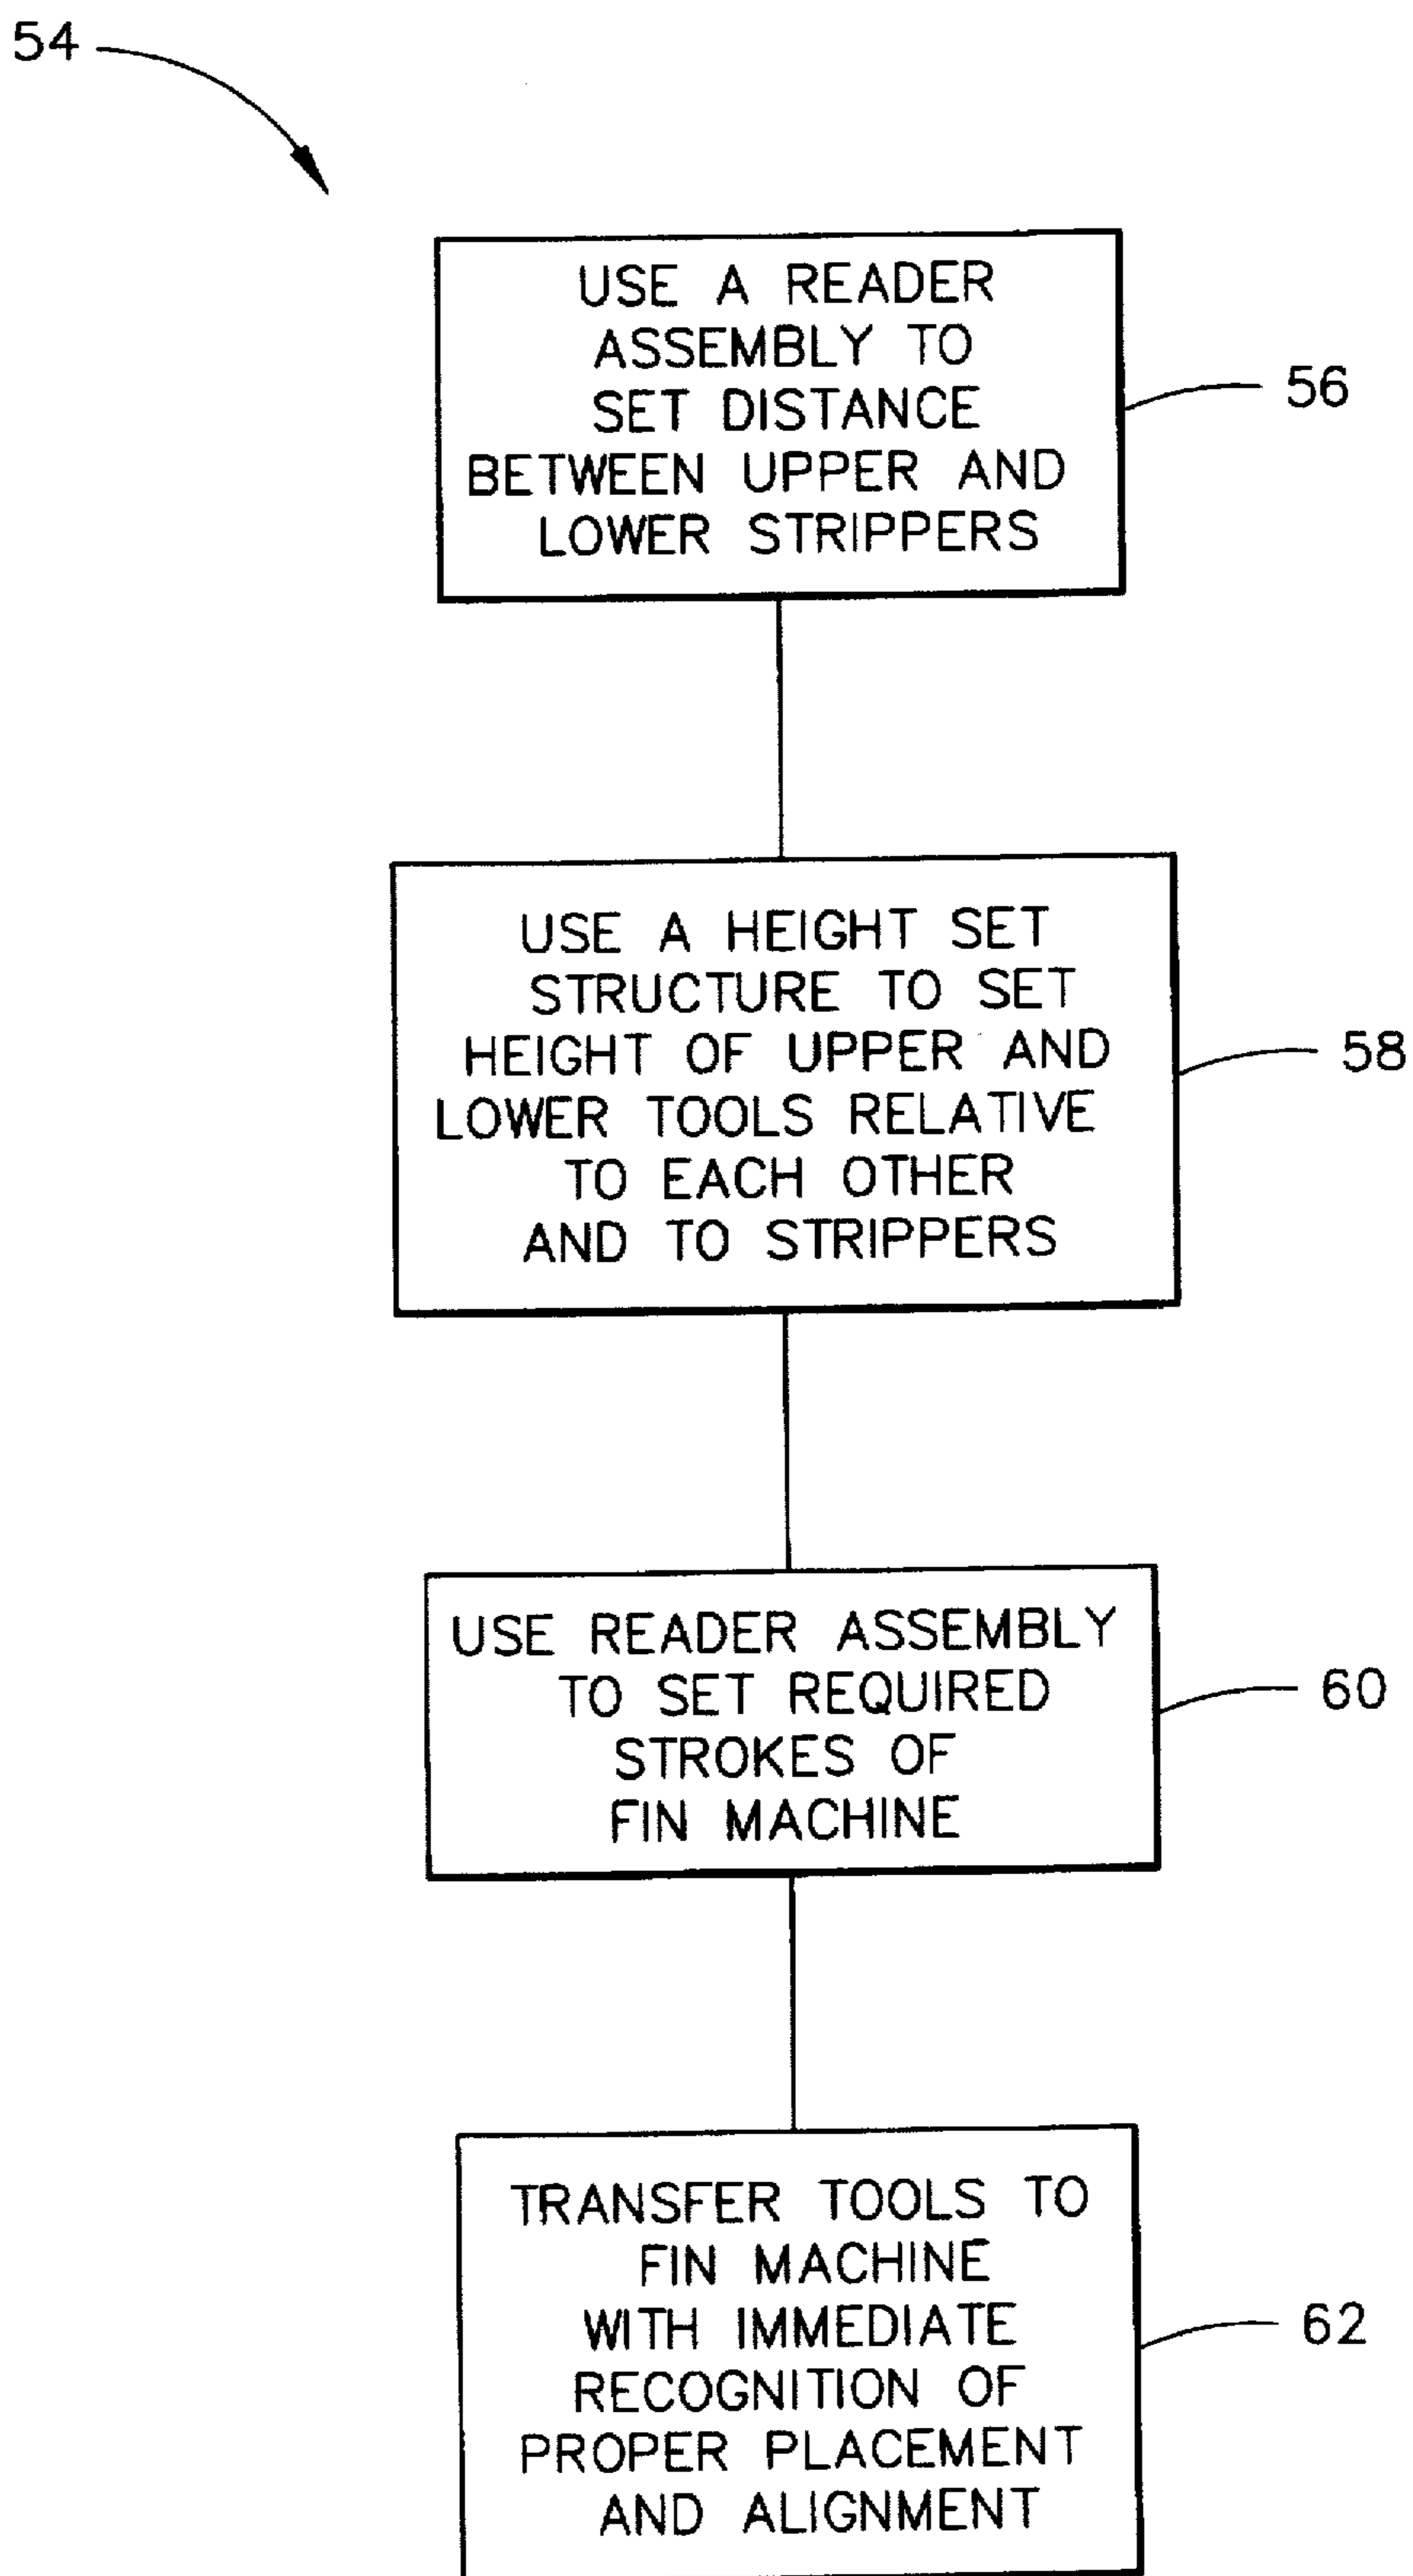 54
USE A READER
ASSEMBLY TO
SET DISTANCE
BETWEEN UPPER AND
LOWER STRIPPERS
56
USE A HEIGHT SET
STRUCTURE TO SET
HEIGHT OF UPPER AND
LOWER TOOLS RELATIVE
TO EACH OTHER
AND TO STRIPPERS
58
USE READER ASSEMBLY
TO SET REQUIRED
STROKES OF
FIN MACHINE
60
TRANSFER TOOLS TO
FIN MACHINE
WITH IMMEDIATE
RECOGNITION OF
PROPER PLACEMENT
AND ALIGNMENT
62